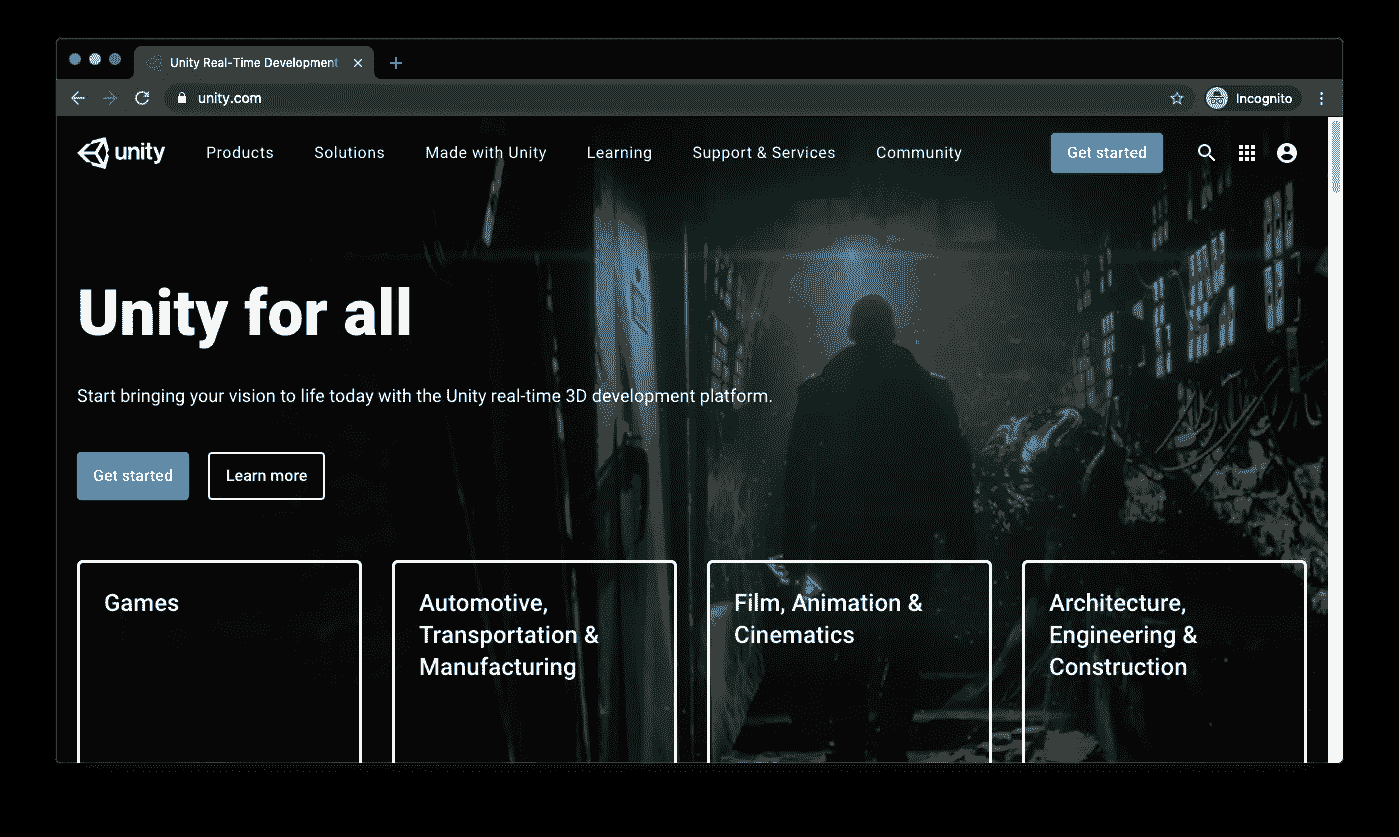 Unity Real-Time Development
unity.com
Incognito
unity
Products
Solutions
Made with Unity
Learning
Support & Services
Community
Get started
Unity for all
Start bringing your vision to life today with the Unity real-time 3D development platform.
Get started
Learn more
Games
Automotive,
Transportation &
Manufacturing
Film, Animation &
Cinematics
Architecture,
Engineering &
Construction